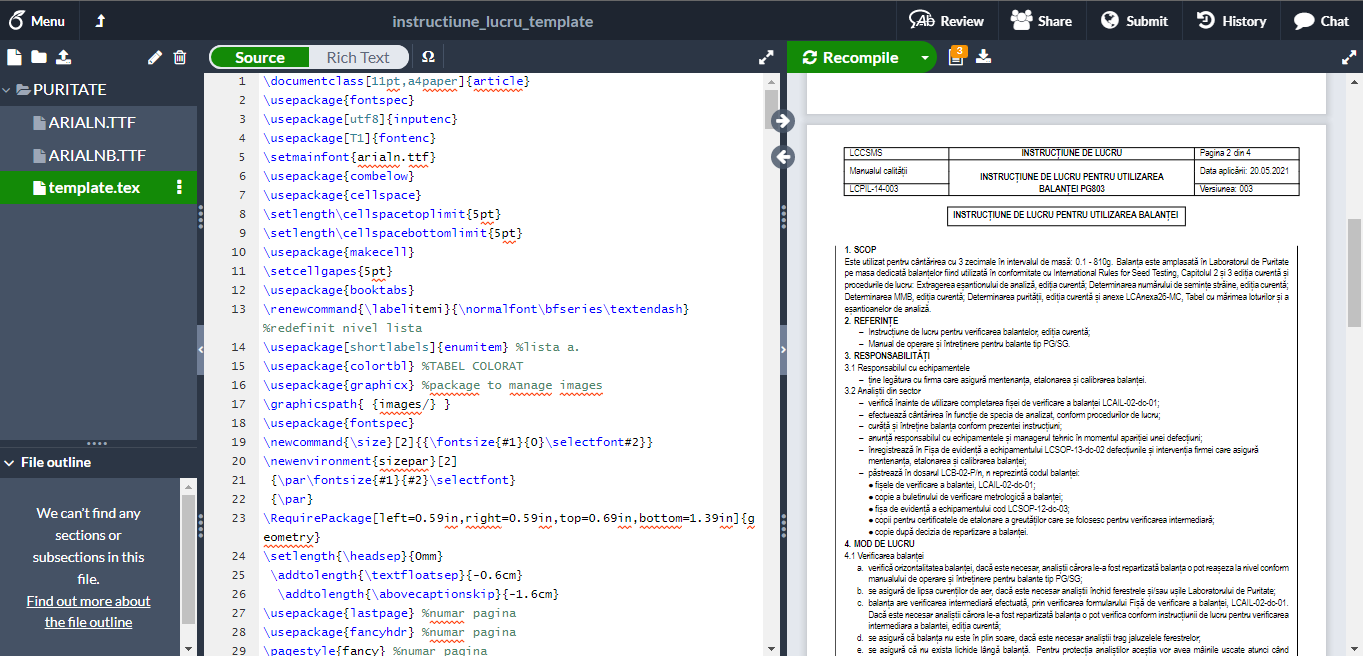 Menu
instructiune_lucru_template
Review
Share
Submit
History
Chat
Source
Rich Text
Ω
Recompile
3
PURITATE
ARIALN.TTF
ARIALNB.TTF
template.tex
File outline
We can't find any
sections or
subsections in this
file.
Find out more about
the file outline
1 \documentclass[11pt,a4paper]{article}
2 \usepackage{fontspec}
3 \usepackage[utf8]{inputenc}
4 \usepackage[T1]{fontenc}
5 \setmainfont{arialn.ttf}
6 \usepackage{combelow}
7 \usepackage{cellspace}
8 \setlength\cellspacetoplimit{5pt}
9 \setlength\cellspacebottomlimit{5pt}
10 \usepackage{makecell}
11 \setcellgapes{5pt}
12 \usepackage{booktabs}
13 \renewcommand{\labelitemi}{\normalfont\bfseries\textendash}
%redefinit nivel lista
14 \usepackage[shortlabels]{enumitem} %lista a.
15 \usepackage{colortbl} %TABEL COLORAT
16 \usepackage{graphicx} %package to manage images
17 \graphicspath{ {images/} }
18 \usepackage{fontspec}
19 \newcommand{\size}[2]{{\fontsize{#1}{0}\selectfont#2}}
20 \newenvironment{sizepar}[2]
21 {\par\fontsize{#1}{#2}\selectfont}
22 {\par}
23 \RequirePackage[left=0.59in,right=0.59in,top=0.69in,bottom=1.39in]{g
eometry}
24 \setlength{\headsep}{0mm}
25 \addtolength{\textfloatsep}{-0.6cm}
26 \addtolength{\abovecaptionskip}{-1.6cm}
27 \usepackage{lastpage} %numar pagina
28 \usepackage{fancyhdr} %numar pagina
29 \pagestyle{fancy} %numar pagina
LCCSMS
INSTRUCȚIUNE DE LUCRU
Pagina 2 din 4
Manualul calității
INSTRUCȚIUNE DE LUCRU PENTRU UTILIZAREA
BALANȚEI PG803
Data aplicării: 20.05.2021
LCPIL-14-003
Versiunea: 003
INSTRUCȚIUNE DE LUCRU PENTRU UTILIZAREA BALANȚEI
1. SCOP
Este utilizat pentru cântărirea cu 3 zecimale în intervalul de masă: 0.1 - 810g. Balanța este amplasată în Laboratorul de Puritate
pe masa dedicată balanțelor fiind utilizată în conformitate cu International Rules for Seed Testing, Capitolul 2 și 3 ediția curentă și
procedurile de lucru: Extragerea eșantionului de analiză, ediția curentă; Determinarea numărului de semințe străine, ediția curentă;
Determinarea MMB, ediția curentă; Determinarea purității, ediția curentă și anexe LCAnexa26-MC, Tabel cu mărimea loturilor și a
eșantioanelor de analiză.
2. REFERINȚE
– Instrucțiune de lucru pentru verificarea balantelor, ediția curentă;
– Manual de operare și întreținere pentru balante tip PG/SG.
3. RESPONSABILITĂȚI
3.1 Responsabilul cu echipamentele
– ține legătura cu firma care asigură mentenanța, etalonarea și calibrarea balanței.
3.2 Analiștii din sector
– verifică înainte de utilizare completarea fișei de verificare a balanței LCAIL-02-do-01;
– efectuează cântărirea în funcție de specia de analizat, conform procedurilor de lucru;
– curăță și întreține balanța conform prezentei instrucțiuni;
– anunță responsabilul cu echipamentele și managerul tehnic în momentul apariției unei defecțiuni;
– înregistrează în Fișa de evidență a echipamentului LCSOP-13-dc-02 defecțiunile și intervenția firmei care asigură
mentenanța, etalonarea și calibrarea balanței;
– păstrează în dosarul LCB-02-P/n, n reprezintă codul balanței:
• fișele de verificare a balantei, LCAIL-02-do-01;
• copie a buletinului de verificare metrologică a balanței;
• fișa de evidență a echipamentului cod LCSOP-12-dc-03;
• copii pentru certificatele de etalonare a greutăților care se folosesc pentru verificarea intermediară;
• copie după decizia de repartizare a balanței.
4. MOD DE LUCRU
4.1 Verificarea balanței
a. verifică orizontalitatea balanței, dacă este necesar, analiștii cărora le-a fost repartizată balanța o pot reașeza la nivel conform
manualului de operare și întreținere pentru balante tip PG/SG;
b. se asigură de lipsa curenților de aer, dacă este necesar analiștii închid ferestrele și/sau ușile Laboratorului de Puritate;
c. balanța are verificarea intermediară efectuată, prin verificarea formularului Fișă de verificare a balanței, LCAIL-02-do-01.
Dacă este necesar analiștii cărora le-a fost repartizată balanța o pot verifica conform instrucțiunii de lucru pentru verificarea
intermediara a balantei, ediția curentă;
d. se asigură că balanța nu este în plin soare, dacă este necesar analiștii trag jaluzelele ferestrelor,
e. se asigură că nu exista lichide lângă balanță. Pentru protecția analiștilor aceștia vor avea mâinile uscate atunci când